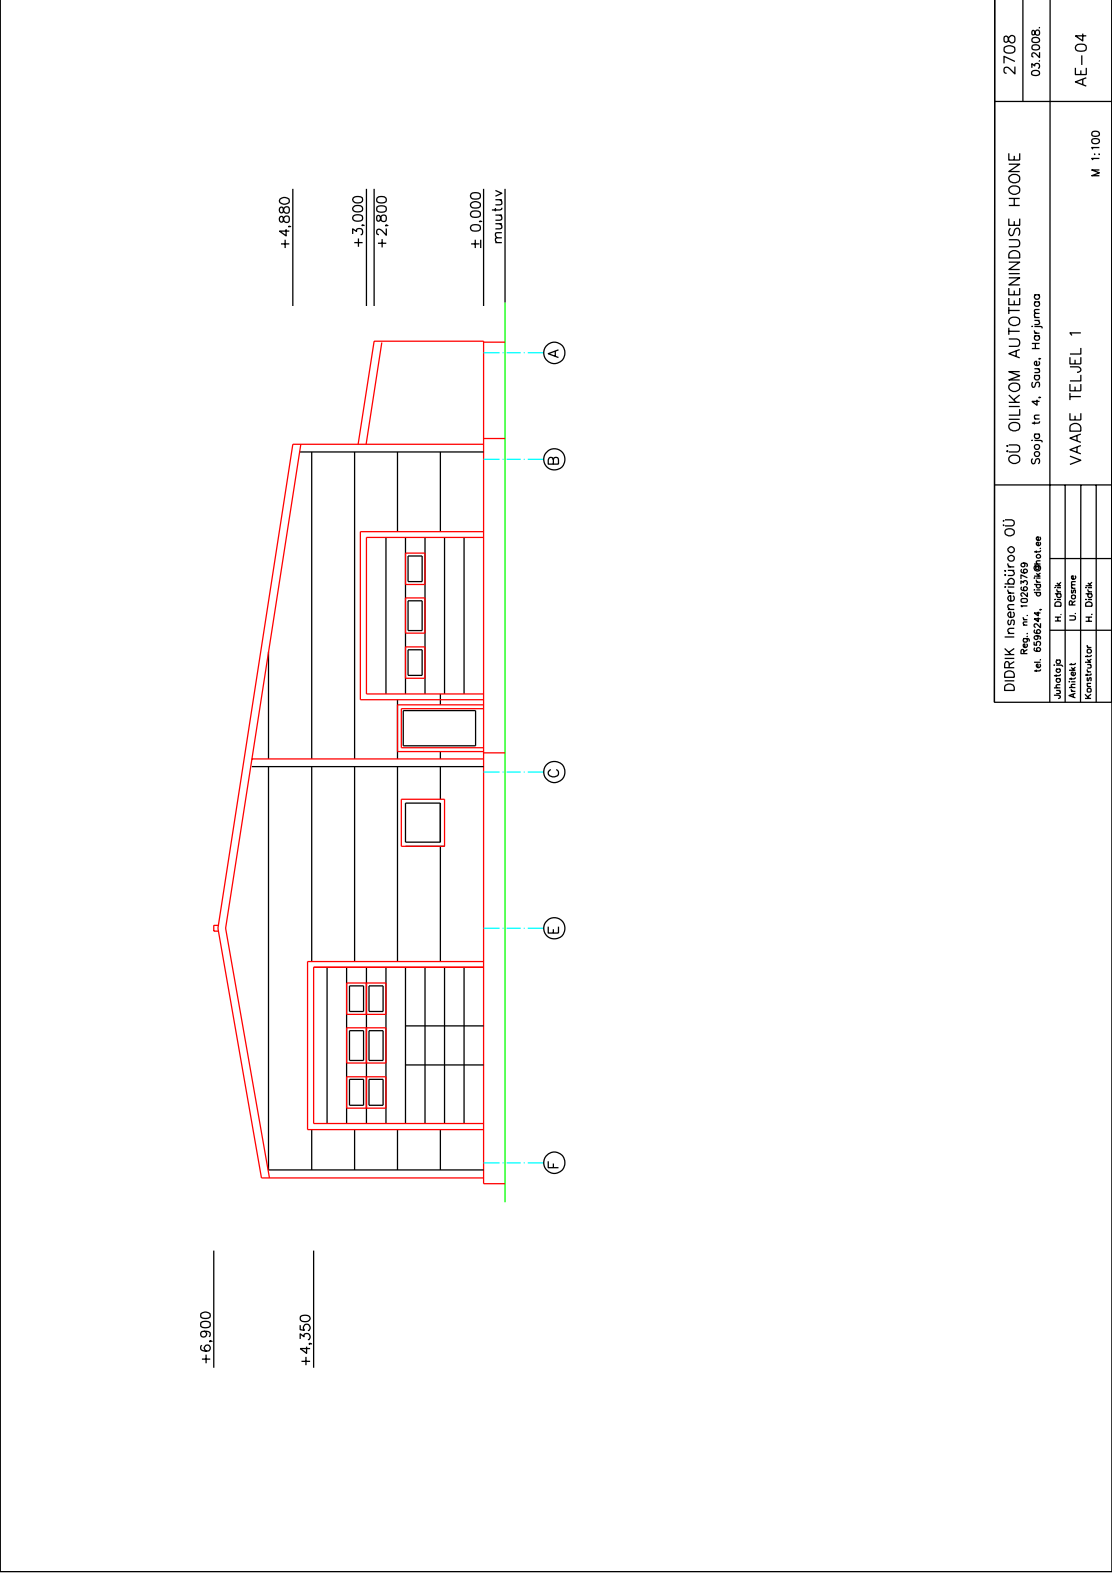 +6,900
+4,350
+4,880
+3,000
+2,800
± 0,000
muutuv
F
E
C
B
A
DIDRIK Inseneribüroo OÜ
Reg.. nr. 10263769
tel. 6596244, didrik@hot.ee
Juhataja H. Didrik
Arhitekt U. Rosme
Konstruktor H. Didrik
OÜ OILIKOM AUTOTEENINDUSE HOONE
Sooja tn 4, Saue, Harjumaa
VAADE TELJEL 1
M 1:100
2708
03.2008.
AE-04